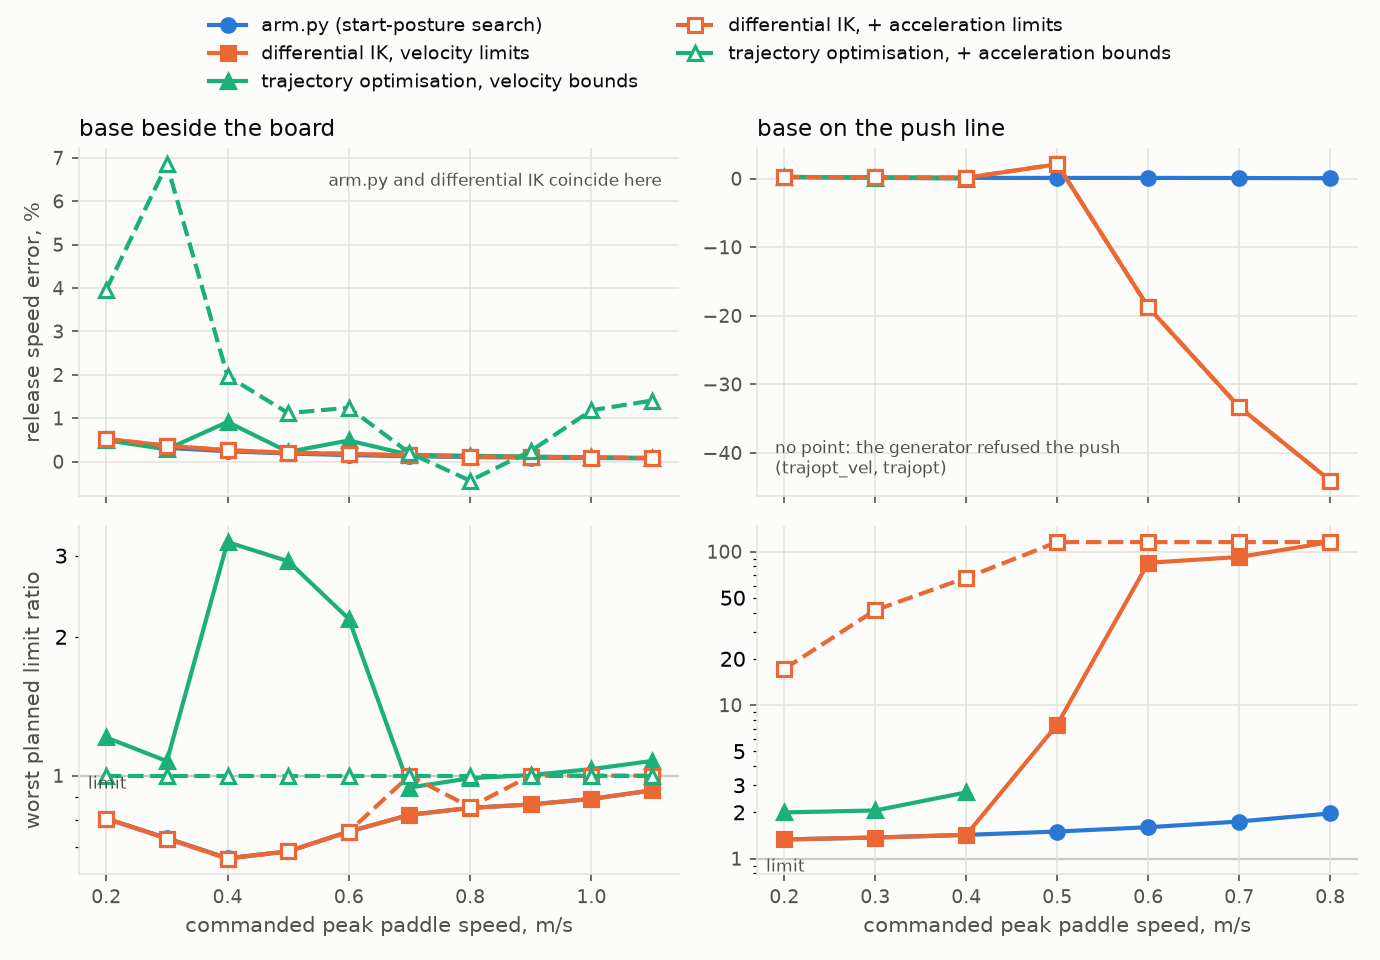 arm.py (start-posture search)
differential IK, velocity limits
trajectory optimisation, velocity bounds
differential IK, + acceleration limits
trajectory optimisation, + acceleration bounds
base beside the board
base on the push line
release speed error, %
7
6
5
4
3
2
1
0
arm.py and differential IK coincide here
0
−10
−20
−30
−40
no point: the generator refused the push
(trajopt_vel, trajopt)
worst planned limit ratio
3
2
1
limit
0.2
0.4
0.6
0.8
1.0
commanded peak paddle speed, m/s
100
50
20
10
5
3
2
1
limit
0.2
0.3
0.4
0.5
0.6
0.7
0.8
commanded peak paddle speed, m/s